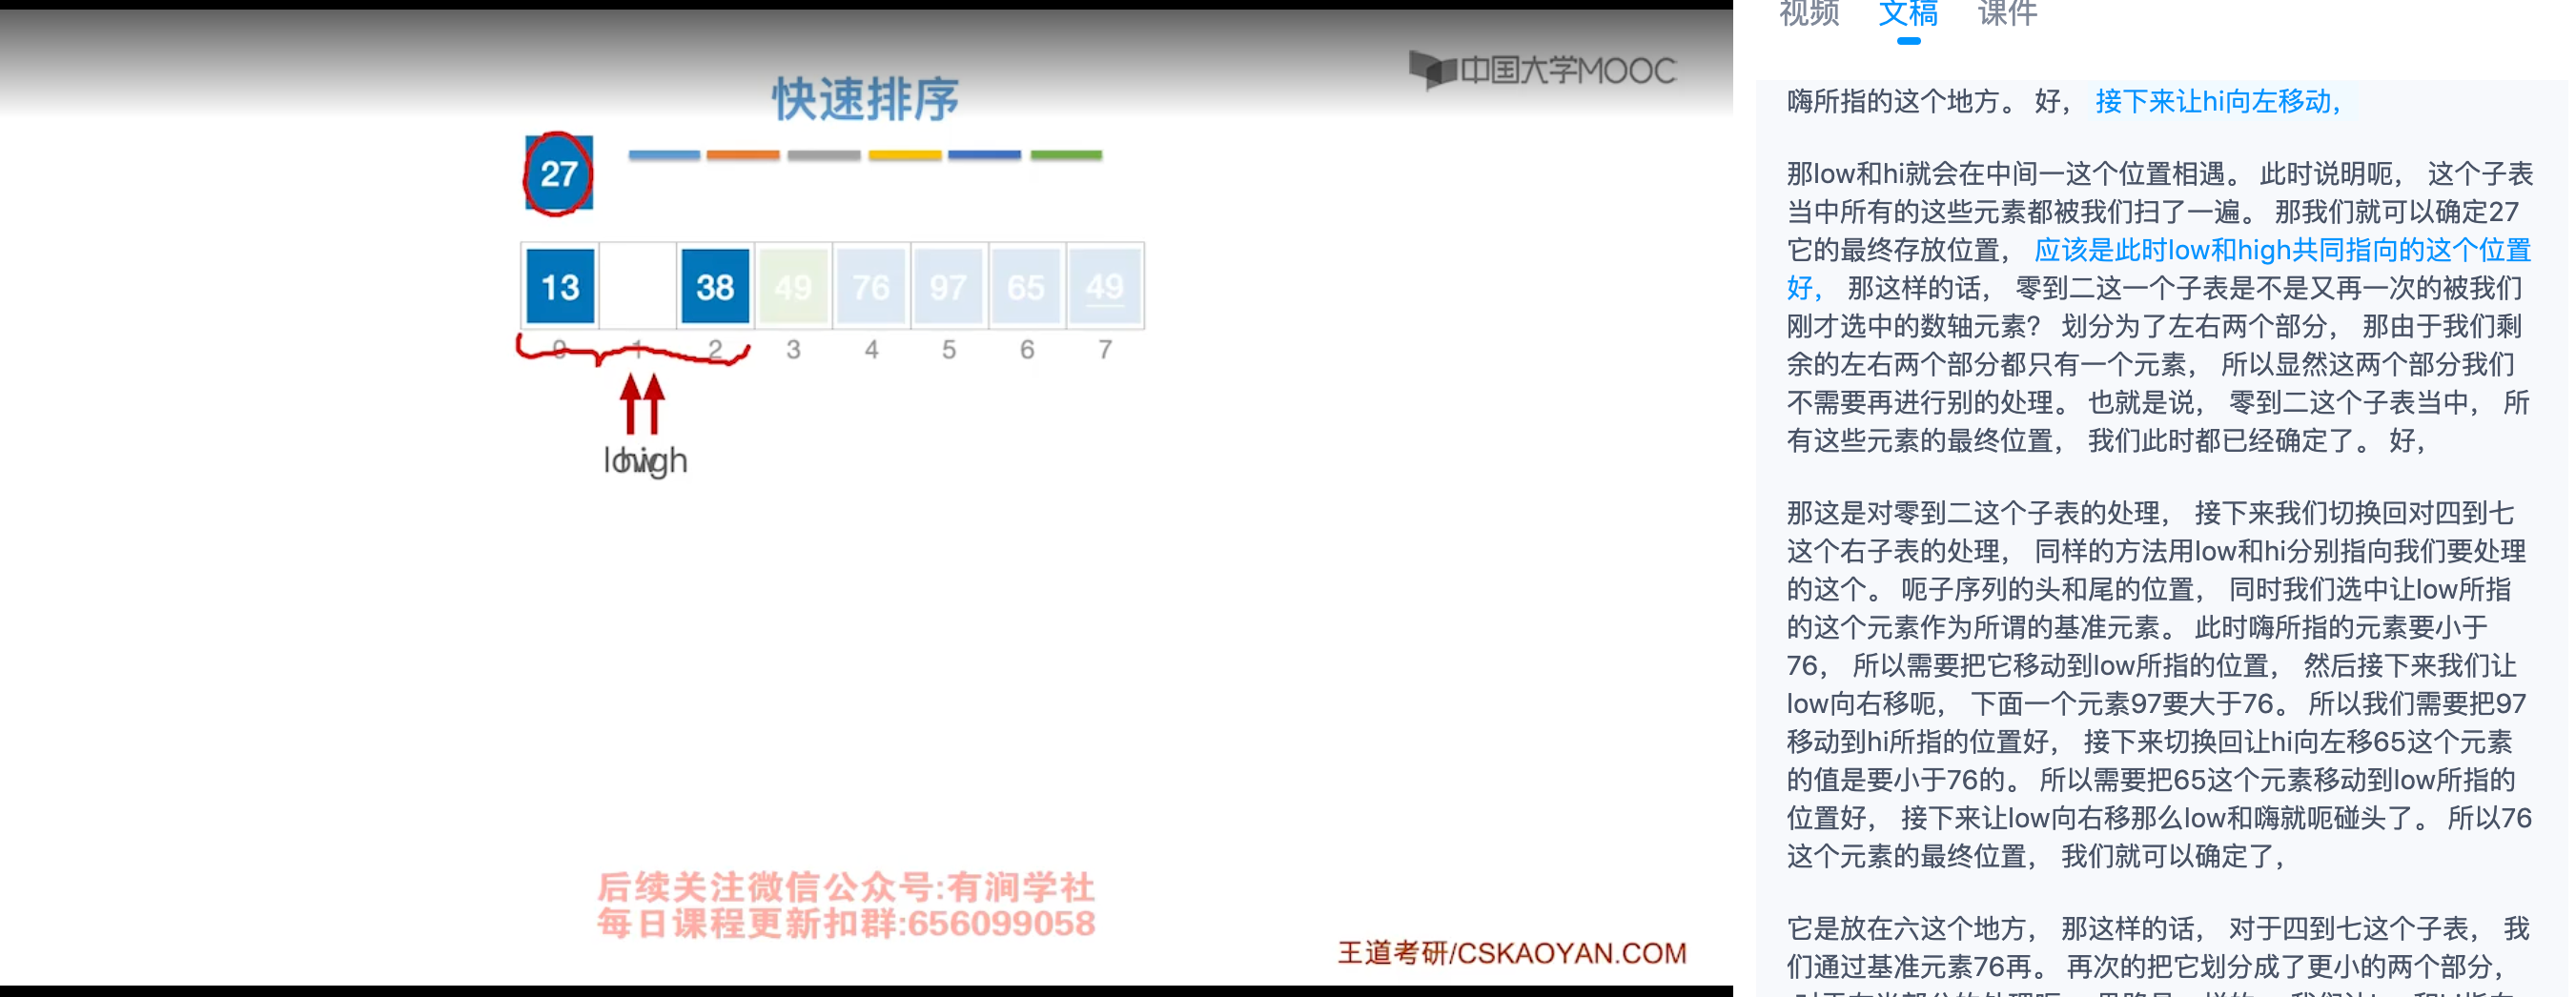 中国大学MOOC
快速排序
27
13 38 49 76 97 65 49
0 1 2 3 4 5 6 7
low high
后续关注微信公众号:有涧学社
每日课程更新扣群:656099058
王道考研/CSKAOYAN.COM
视频 文稿 课件
嗨所指的这个地方。 好， 接下来让hi向左移动，
那low和hi就会在中间一这个位置相遇。 此时说明呃， 这个子表
当中所有的这些元素都被我们扫了一遍。 那我们就可以确定27
它的最终存放位置， 应该是此时low和high共同指向的这个位置
好， 那这样的话， 零到二这一个子表是不是又再一次的被我们
刚才选中的数轴元素？ 划分为了左右两个部分， 那由于我们剩
余的左右两个部分都只有一个元素， 所以显然这两个部分我们
不需要再进行别的处理。 也就是说， 零到二这个子表当中， 所
有这些元素的最终位置， 我们此时都已经确定了。 好，
那这是对零到二这个子表的处理， 接下来我们切换回对四到七
这个右子表的处理， 同样的方法用low和hi分别指向我们要处理
的这个。 呃子序列的头和尾的位置， 同时我们选中让low所指
的这个元素作为所谓的基准元素。 此时嗨所指的元素要小于
76， 所以需要把它移动到low所指的位置， 然后接下来我们让
low向右移呃， 下面一个元素97要大于76。 所以我们需要把97
移动到hi所指的位置好， 接下来切换回让hi向左移65这个元素
的值是要小于76的。 所以需要把65这个元素移动到low所指的
位置好， 接下来让low向右移那么low和嗨就呃碰头了。 所以76
这个元素的最终位置， 我们就可以确定了，
它是放在六这个地方， 那这样的话， 对于四到七这个子表， 我
们通过基准元素76再。 再次的把它划分成了更小的两个部分，